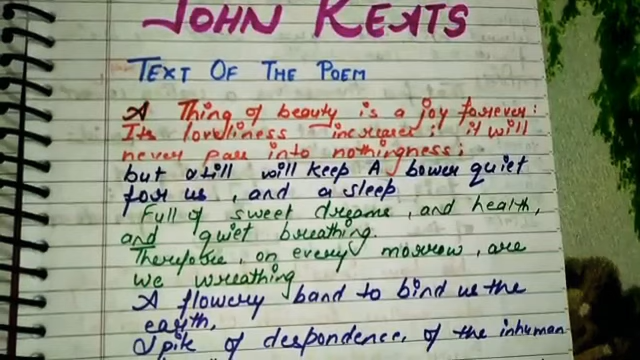 JOHN KEATS
TEXT OF THE POEM
A Thing of beauty is a joy forever:
Its loveliness increases; it will
never pass into nothingness;
but still will keep A bower quiet
for us, and a sleep
Full of sweet dreams, and health,
and quiet breathing.
Therefore, on every morrow, are
we wreathing
A flowery band to bind us the
earth,
Spik of despondence, of the inhuman